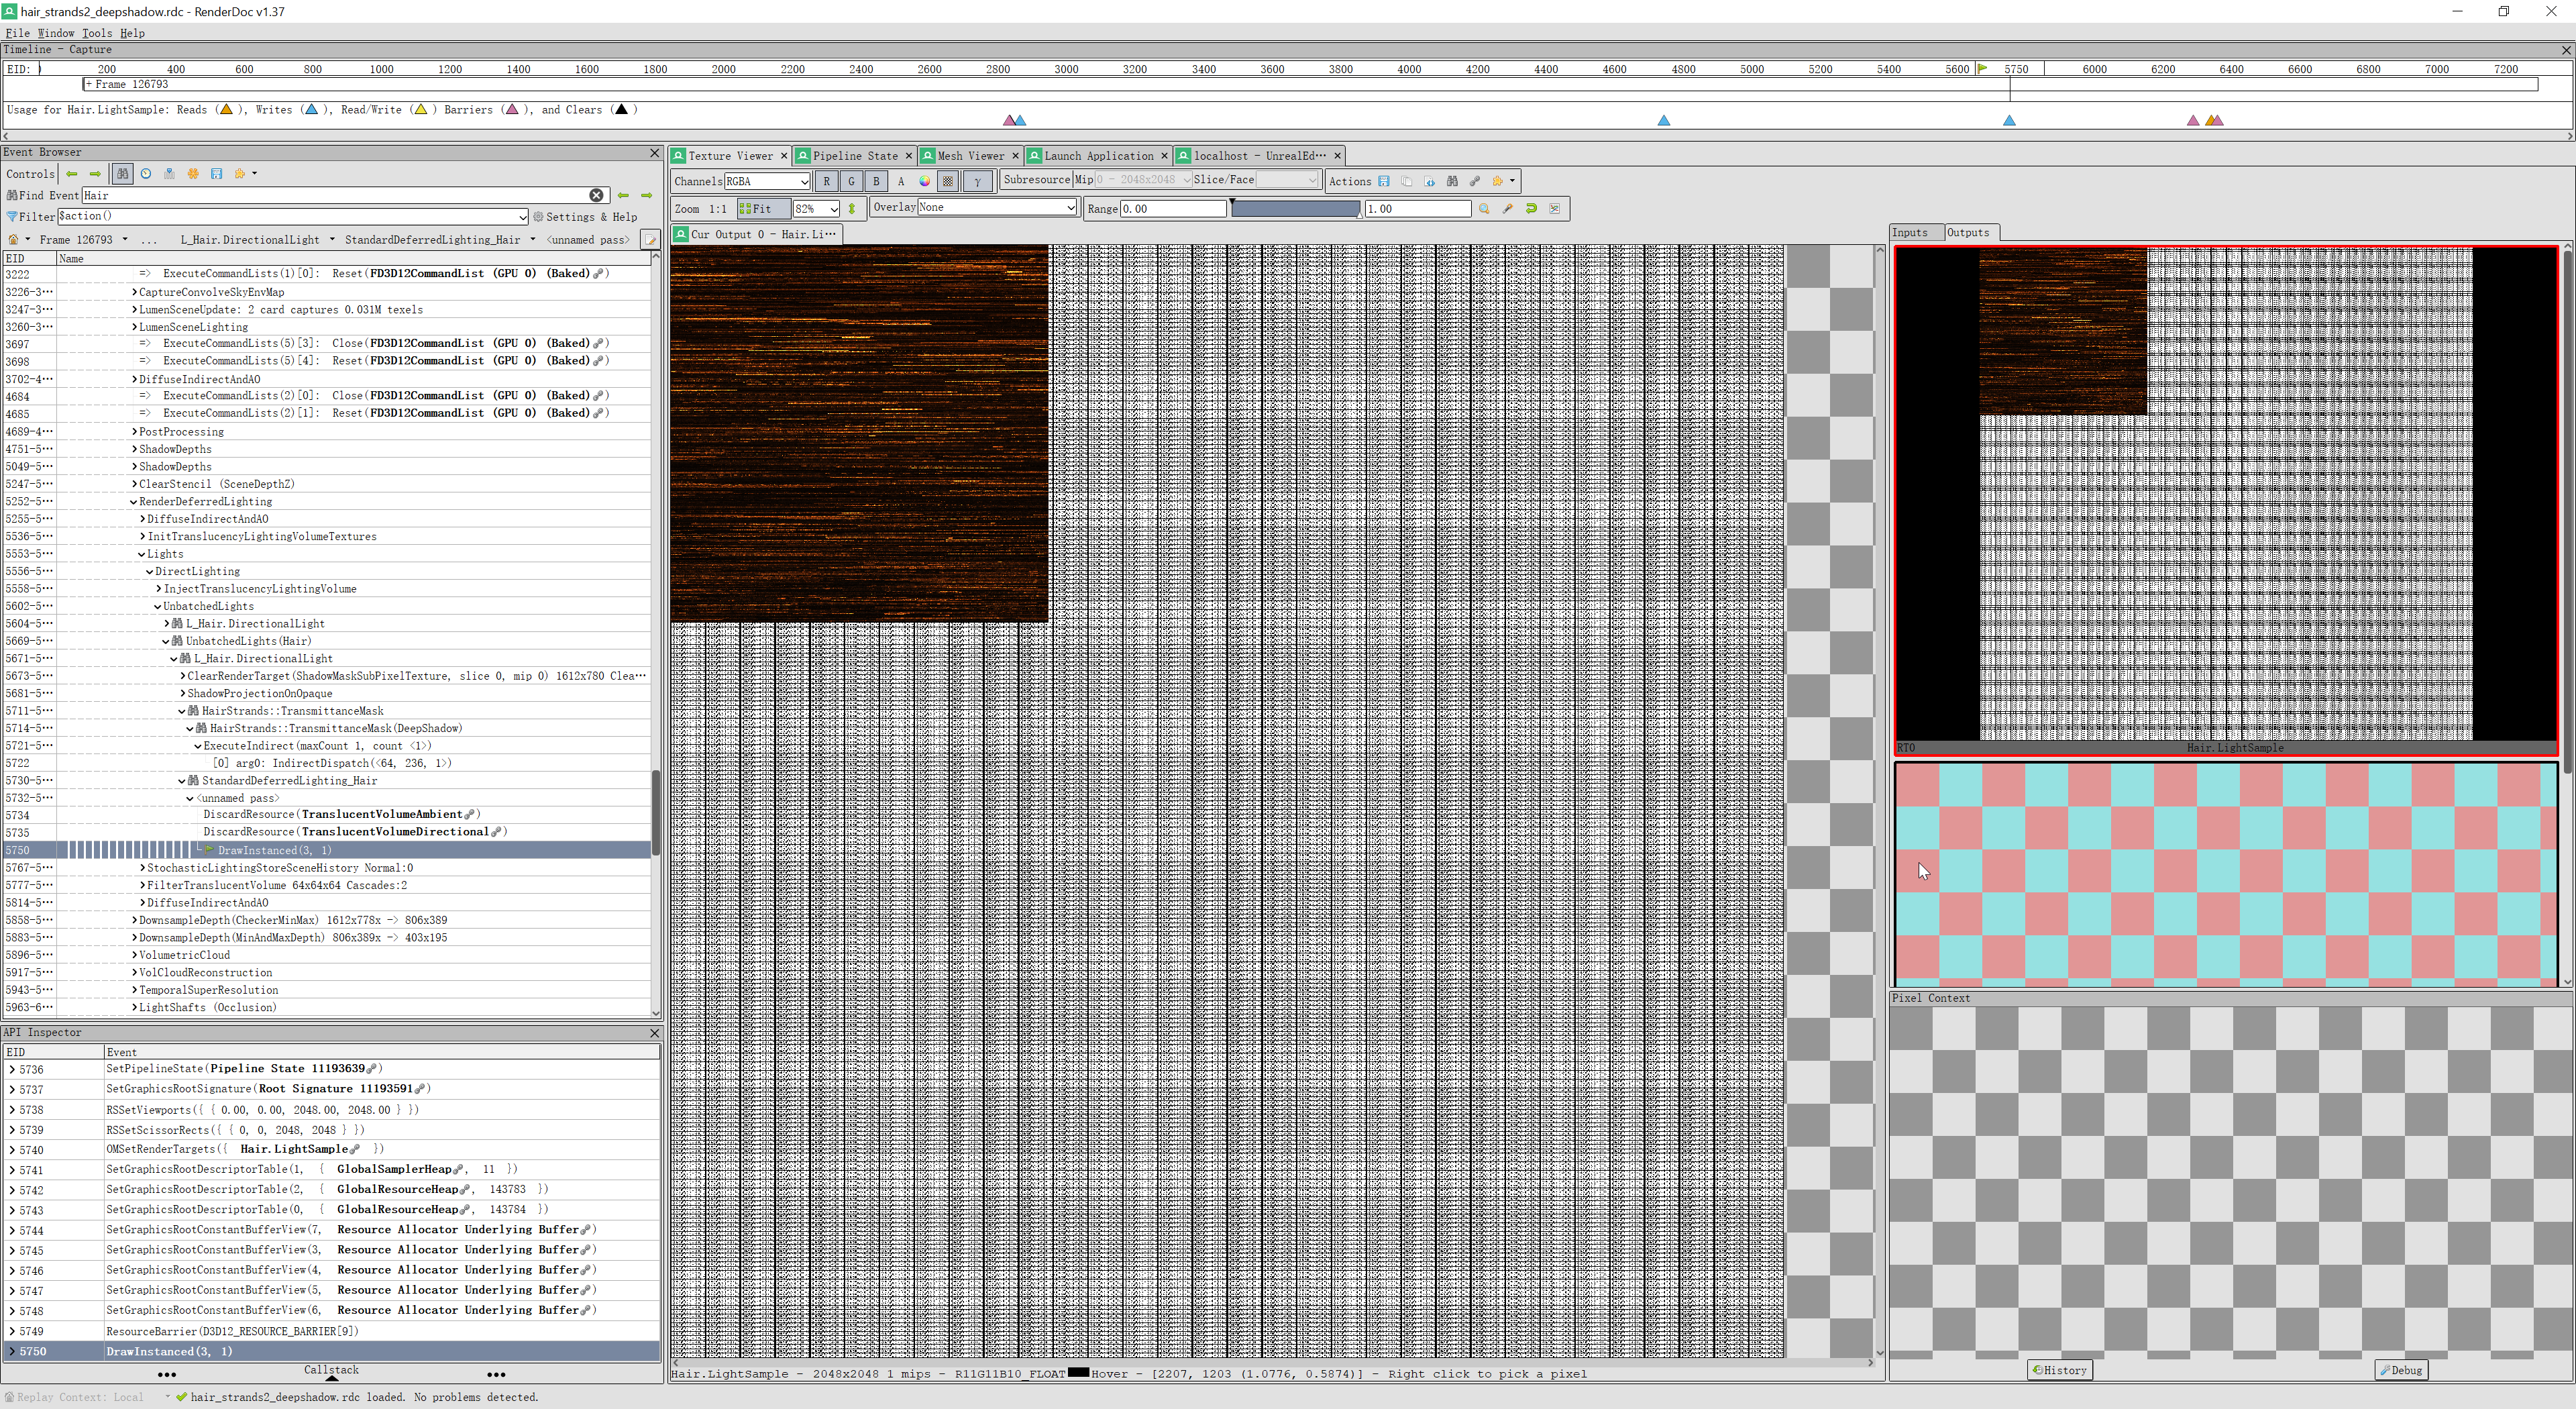 hair_strands2_deepshadow.rdc - RenderDoc v1.37
File Window Tools Help
Timeline - Capture
EID: 200 400 600 800 1000 1200 1400 1600 1800 2000 2200 2400 2600 2800 3000 3200 3400 3600 3800 4000 4200 4400 4600 4800 5000 5200 5400 5600 5750 6000 6200 6400 6600 6800 7000 7200
+ Frame 126793
Usage for Hair.LightSample: Reads ( ), Writes ( ), Read/Write ( ) Barriers ( ), and Clears ( )
Event Browser
Controls
Find Event Hair
Filter $action() Settings & Help
Frame 126793 ... L_Hair.DirectionalLight StandardDeferredLighting_Hair <unnamed pass>
EID Name
3222 => ExecuteCommandLists(1)[0]: Reset(FD3D12CommandList (GPU 0) (Baked))
3226-3··· CaptureConvolveSkyEnvMap
3247-3··· LumenSceneUpdate: 2 card captures 0.031M texels
3260-3··· LumenSceneLighting
3697 => ExecuteCommandLists(5)[3]: Close(FD3D12CommandList (GPU 0) (Baked))
3698 => ExecuteCommandLists(5)[4]: Reset(FD3D12CommandList (GPU 0) (Baked))
3702-4··· DiffuseIndirectAndAO
4684 => ExecuteCommandLists(2)[0]: Close(FD3D12CommandList (GPU 0) (Baked))
4685 => ExecuteCommandLists(2)[1]: Reset(FD3D12CommandList (GPU 0) (Baked))
4689-4··· PostProcessing
4751-5··· ShadowDepths
5049-5··· ShadowDepths
5247-5··· ClearStencil (SceneDepthZ)
5252-5··· RenderDeferredLighting
5255-5··· DiffuseIndirectAndAO
5536-5··· InitTranslucencyLightingVolumeTextures
5553-5··· Lights
5556-5··· DirectLighting
5558-5··· InjectTranslucencyLightingVolume
5602-5··· UnbatchedLights
5604-5··· L_Hair.DirectionalLight
5669-5··· UnbatchedLights(Hair)
5671-5··· L_Hair.DirectionalLight
5673-5··· ClearRenderTarget(ShadowMaskSubPixelTexture, slice 0, mip 0) 1612x780 Clea···
5681-5··· ShadowProjectionOnOpaque
5711-5··· HairStrands::TransmittanceMask
5714-5··· HairStrands::TransmittanceMask(DeepShadow)
5721-5··· ExecuteIndirect(maxCount 1, count <1>)
5722 [0] arg0: IndirectDispatch(<64, 236, 1>)
5730-5··· StandardDeferredLighting_Hair
5732-5··· <unnamed pass>
5734 DiscardResource(TranslucentVolumeAmbient)
5735 DiscardResource(TranslucentVolumeDirectional)
5750 DrawInstanced(3, 1)
5767-5··· StochasticLightingStoreSceneHistory Normal:0
5777-5··· FilterTranslucentVolume 64x64x64 Cascades:2
5814-5··· DiffuseIndirectAndAO
5858-5··· DownsampleDepth(CheckerMinMax) 1612x778x -> 806x389
5883-5··· DownsampleDepth(MinAndMaxDepth) 806x389x -> 403x195
5896-5··· VolumetricCloud
5917-5··· VolCloudReconstruction
5943-5··· TemporalSuperResolution
5963-6··· LightShafts (Occlusion)
API Inspector
EID Event
5736 SetPipelineState(Pipeline State 11193639)
5737 SetGraphicsRootSignature(Root Signature 11193591)
5738 RSSetViewports({ { 0.00, 0.00, 2048.00, 2048.00 } })
5739 RSSetScissorRects({ { 0, 0, 2048, 2048 } })
5740 OMSetRenderTargets({ Hair.LightSample })
5741 SetGraphicsRootDescriptorTable(1, { GlobalSamplerHeap, 11 })
5742 SetGraphicsRootDescriptorTable(2, { GlobalResourceHeap, 143783 })
5743 SetGraphicsRootDescriptorTable(0, { GlobalResourceHeap, 143784 })
5744 SetGraphicsRootConstantBufferView(7, Resource Allocator Underlying Buffer)
5745 SetGraphicsRootConstantBufferView(3, Resource Allocator Underlying Buffer)
5746 SetGraphicsRootConstantBufferView(4, Resource Allocator Underlying Buffer)
5747 SetGraphicsRootConstantBufferView(5, Resource Allocator Underlying Buffer)
5748 SetGraphicsRootConstantBufferView(6, Resource Allocator Underlying Buffer)
5749 ResourceBarrier(D3D12_RESOURCE_BARRIER[9])
5750 DrawInstanced(3, 1)
Callstack
Texture Viewer Pipeline State Mesh Viewer Launch Application localhost - UnrealEd···
Channels RGBA R G B A γ Subresource Mip 0 - 2048x2048 Slice/Face Actions
Zoom 1:1 Fit 82% Overlay None Range 0.00 1.00
Cur Output 0 - Hair.Li···
Inputs Outputs
RT0 Hair.LightSample
Pixel Context
History Debug
Hair.LightSample - 2048x2048 1 mips - R11G11B10_FLOAT Hover - [2207, 1203 (1.0776, 0.5874)] - Right click to pick a pixel
Replay Context: Local hair_strands2_deepshadow.rdc loaded. No problems detected.